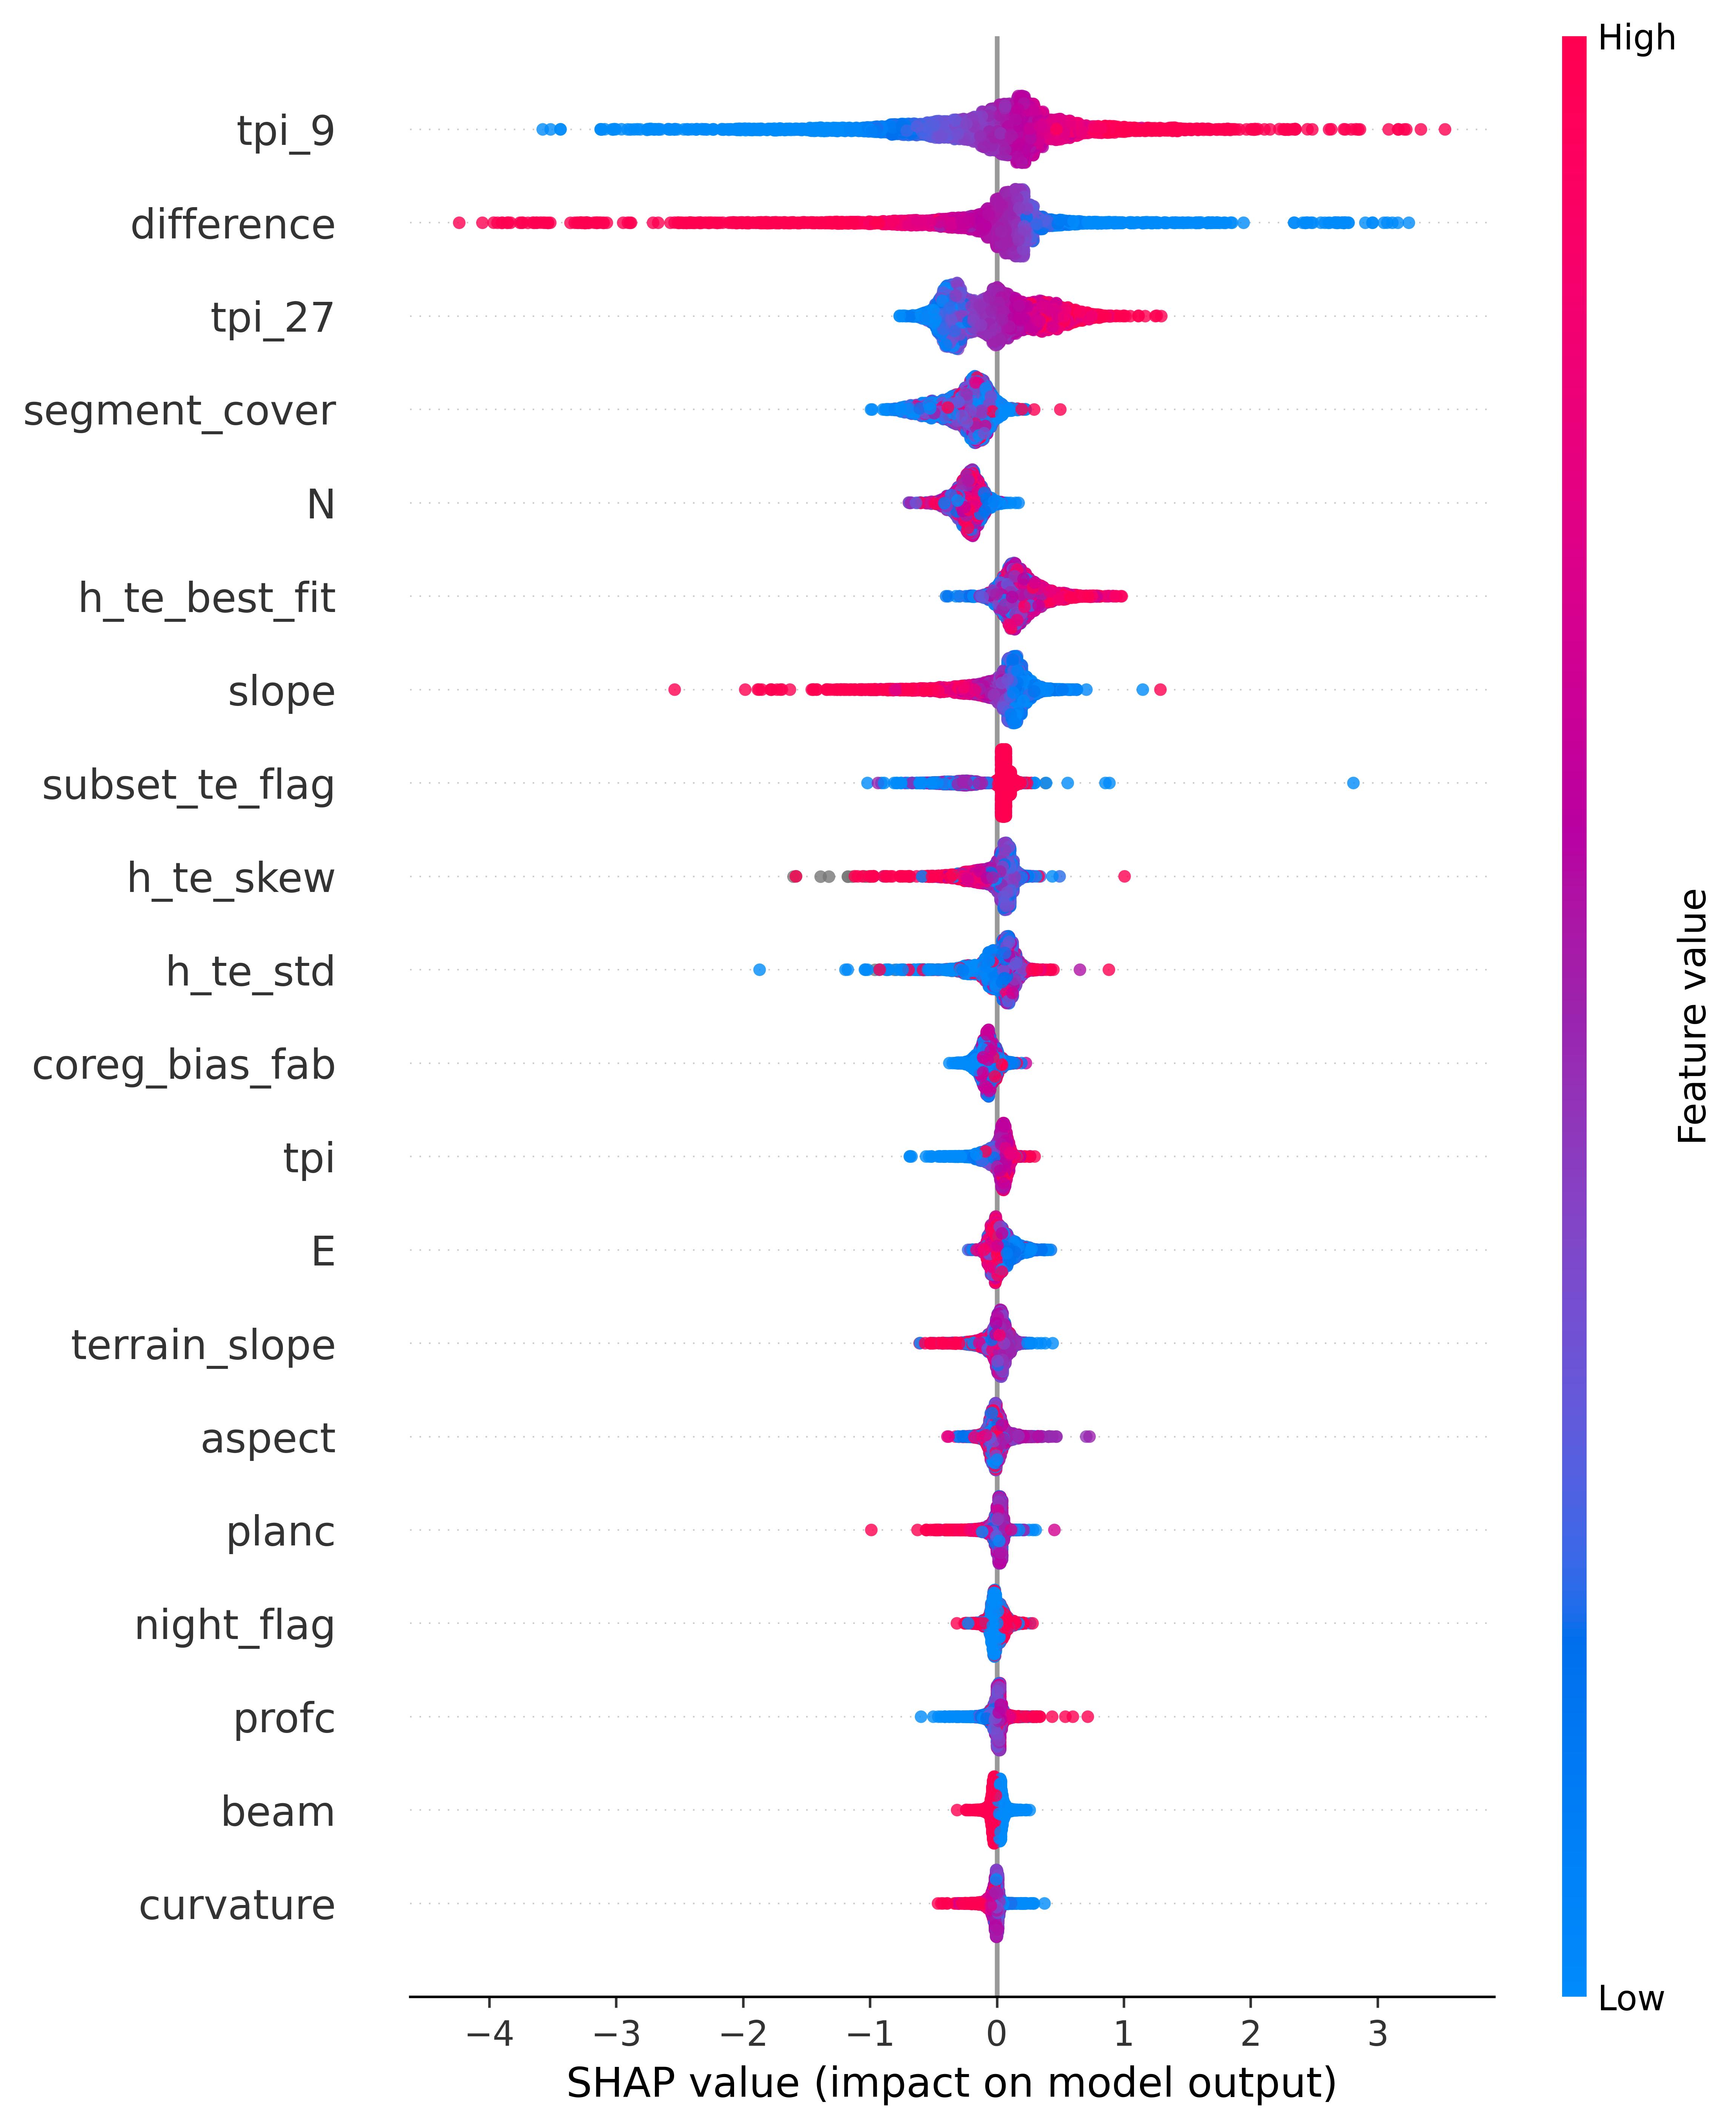 High
tpi_9
difference
tpi_27
segment_cover
N
h_te_best_fit
slope
subset_te_flag
h_te_skew
h_te_std
coreg_bias_fab
tpi
E
terrain_slope
aspect
planc
night_flag
profc
beam
curvature
Low
Feature value
−4 −3 −2 −1 0 1 2 3
SHAP value (impact on model output)